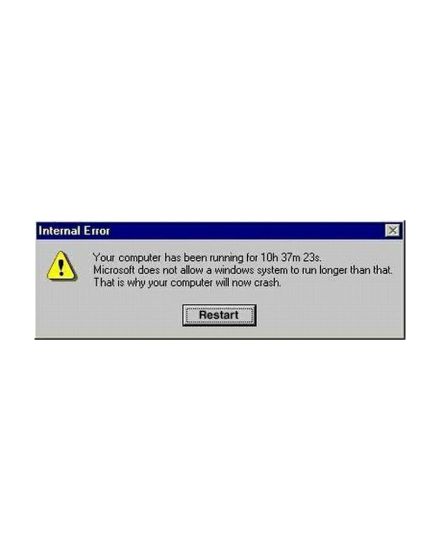 Internal Error
Your computer has been running for 10h 37m 23s.
Microsoft does not allow a windows system to run longer than that.
That is why your computer will now crash.
Restart